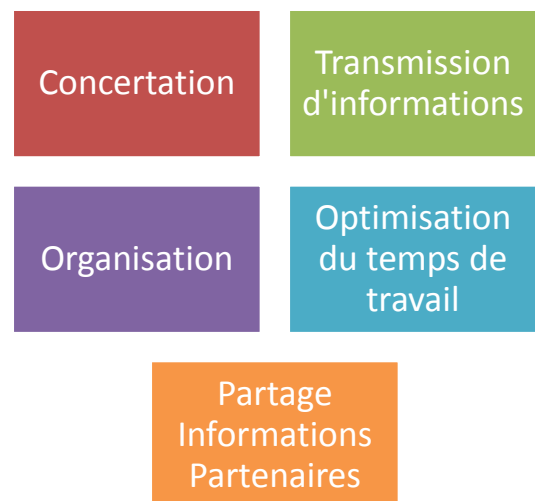 Concertation
Transmission
d'informations
Organisation
Optimisation
du temps de
travail
Partage
Informations
Partenaires